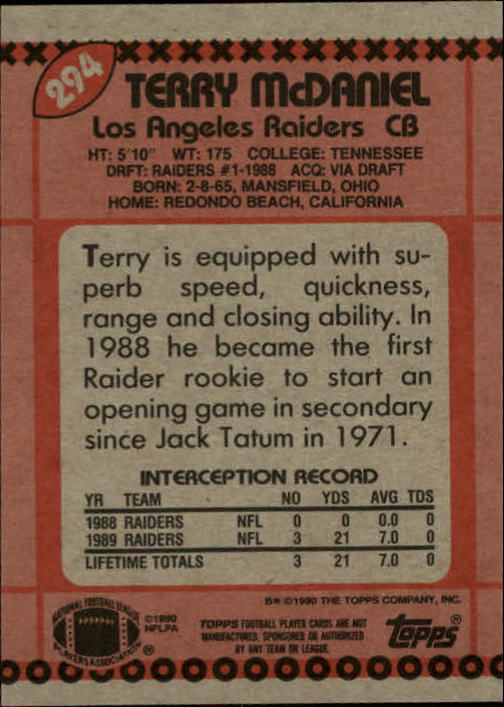 294
TERRY McDANIEL
Los Angeles Raiders CB
HT: 5'10" WT: 175 COLLEGE: TENNESSEE
DRFT: RAIDERS #1-1988 ACQ: VIA DRAFT
BORN: 2-8-65, MANSFIELD, OHIO
HOME: REDONDO BEACH, CALIFORNIA
Terry is equipped with su-
perb speed, quickness,
range and closing ability. In
1988 he became the first
Raider rookie to start an
opening game in secondary
since Jack Tatum in 1971.
INTERCEPTION RECORD
YR TEAM NO YDS AVG TDS
1988 RAIDERS NFL 0 0 0.0 0
1989 RAIDERS NFL 3 21 7.0 0
LIFETIME TOTALS 3 21 7.0 0
B* ©1990 THE TOPPS COMPANY, INC.
NATIONAL FOOTBALL LEAGUE
PLAYERS ASSOCIATION ®
©1990
NFLPA
TOPPS FOOTBALL PLAYER CARDS ARE NOT
MANUFACTURED, SPONSORED OR AUTHORIZED
BY ANY TEAM OR LEAGUE.
topps®